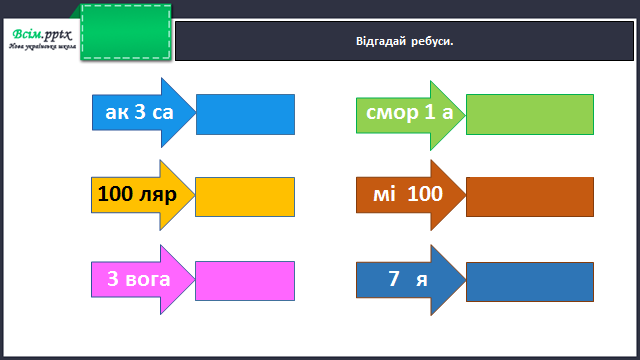 Всім.pptx
Нова українська школа
Відгадай ребуси.
ак 3 са
смор 1 а
100 ляр
мі 100
3 вога
7 я